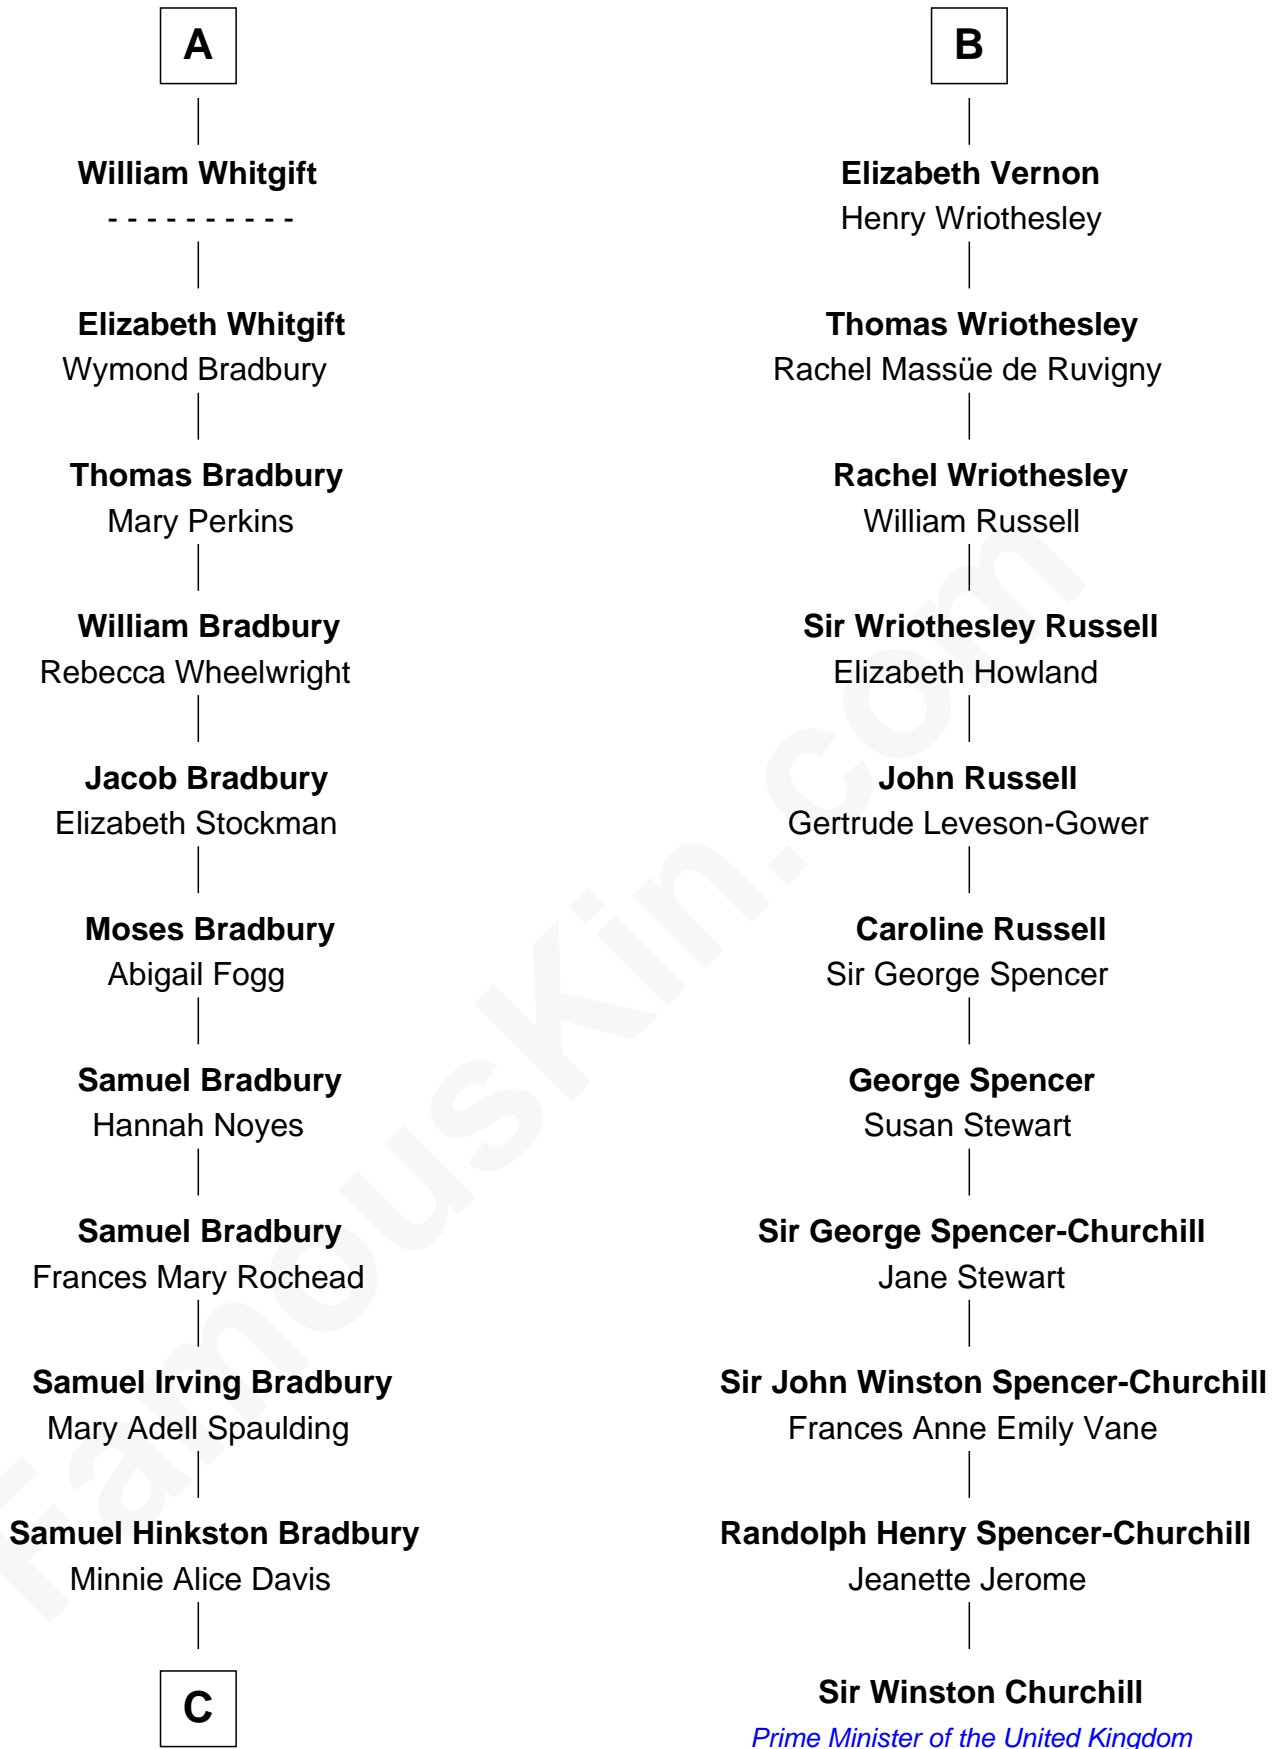 A
William Whitgift
- - - - - - - - - -
Elizabeth Whitgift
Wymond Bradbury
Thomas Bradbury
Mary Perkins
William Bradbury
Rebecca Wheelwright
Jacob Bradbury
Elizabeth Stockman
Moses Bradbury
Abigail Fogg
Samuel Bradbury
Hannah Noyes
Samuel Bradbury
Frances Mary Rochead
Samuel Irving Bradbury
Mary Adell Spaulding
Samuel Hinkston Bradbury
Minnie Alice Davis
C
B
Elizabeth Vernon
Henry Wriothesley
Thomas Wriothesley
Rachel Massüe de Ruvigny
Rachel Wriothesley
William Russell
Sir Wriothesley Russell
Elizabeth Howland
John Russell
Gertrude Leveson-Gower
Caroline Russell
Sir George Spencer
George Spencer
Susan Stewart
Sir George Spencer-Churchill
Jane Stewart
Sir John Winston Spencer-Churchill
Frances Anne Emily Vane
Randolph Henry Spencer-Churchill
Jeanette Jerome
Sir Winston Churchill
Prime Minister of the United Kingdom
FamousKin.com